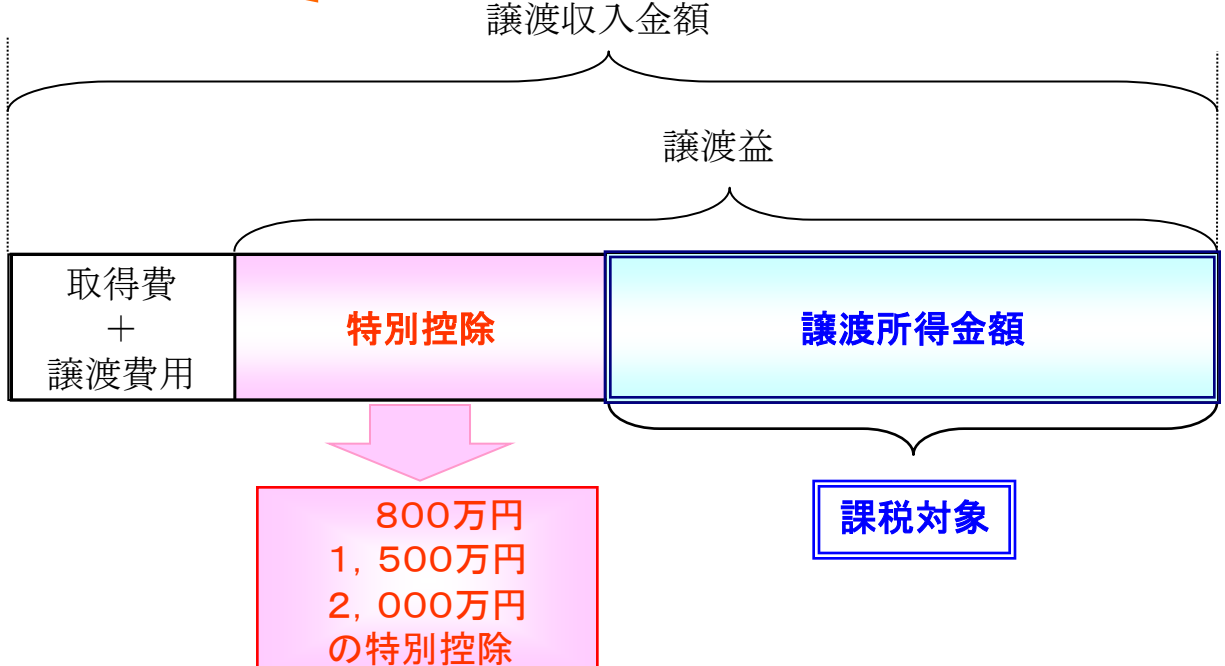 譲渡収入金額
譲渡益
取得費
＋
譲渡費用
特別控除
譲渡所得金額
課税対象
８００万円
１，５００万円
２，０００万円
の特別控除